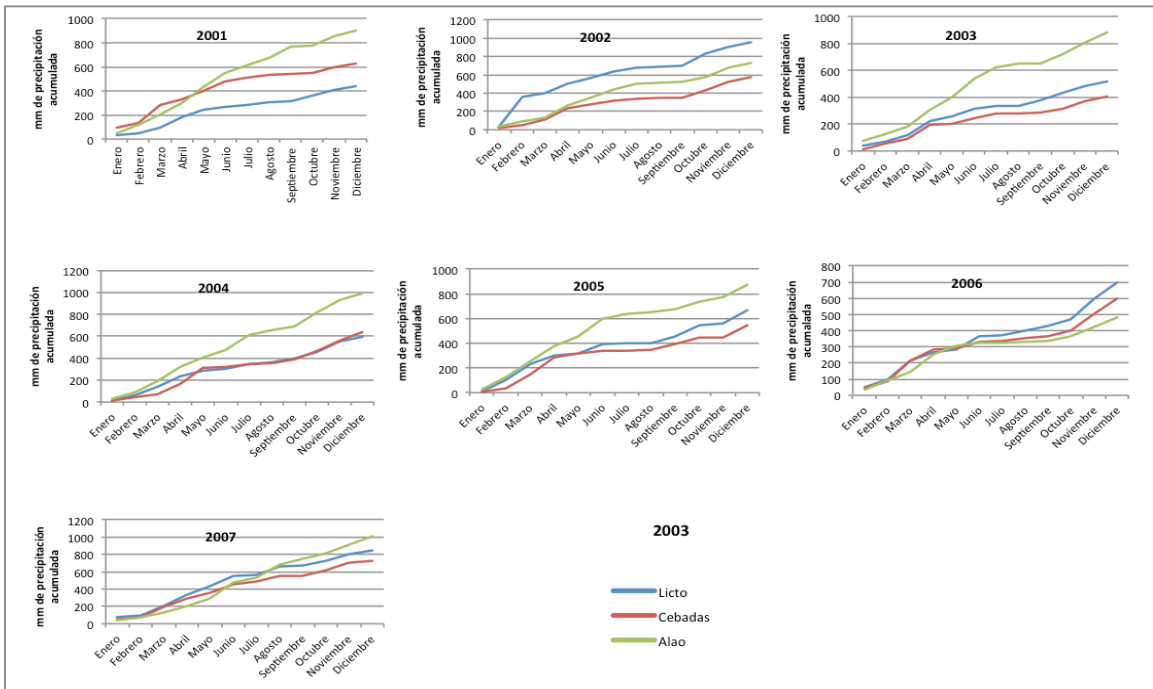 mm de precipitación
acumulada
2001
1000
800
600
400
200
0
Enero
Febrero
Marzo
Abril
Mayo
Junio
Julio
Agosto
Septiembre
Octubre
Noviembre
Diciembre
mm de precipitación
acumulada
2002
1200
1000
800
600
400
200
0
Enero
Febrero
Marzo
Abril
Mayo
Junio
Julio
Agosto
Septiembre
Octubre
Noviembre
Diciembre
mm de precipitación
acumulada
2003
1000
800
600
400
200
0
Enero
Febrero
Marzo
Abril
Mayo
Junio
Julio
Agosto
Septiembre
Octubre
Noviembre
Diciembre
mm de precipitación
acumulada
2004
1200
1000
800
600
400
200
0
Enero
Febrero
Marzo
Abril
Mayo
Junio
Julio
Agosto
Septiembre
Octubre
Noviembre
Diciembre
mm de precipitación
acumulada
2005
1000
800
600
400
200
0
Enero
Febrero
Marzo
Abril
Mayo
Junio
Julio
Agosto
Septiembre
Octubre
Noviembre
Diciembre
mm de precipitación
acumalada
2006
800
700
600
500
400
300
200
100
0
Enero
Febrero
Marzo
Abril
Mayo
Junio
Julio
Agosto
Septiembre
Octubre
Noviembre
Diciembre
mm de precipitación
acumulada
2007
1200
1000
800
600
400
200
0
Enero
Febrero
Marzo
Abril
Mayo
Junio
Julio
Agosto
Septiembre
Octubre
Noviembre
Diciembre
2003
Licto
Cebadas
Alao